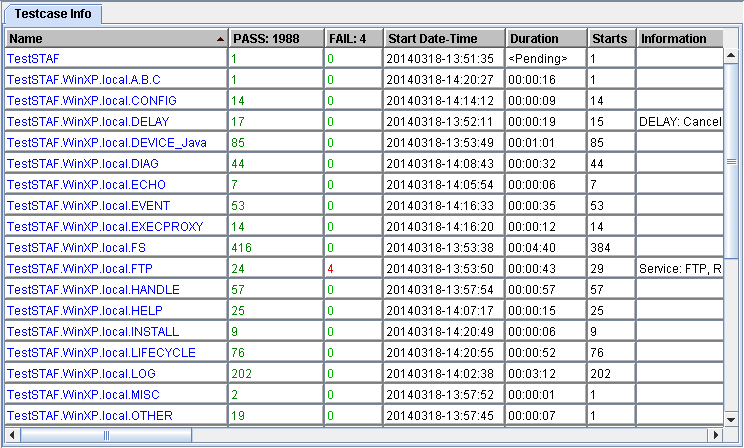 Testcase Info
Name PASS: 1988 FAIL: 4 Start Date-Time Duration Starts Information
TestSTAF 1 0 20140318-13:51:35 <Pending> 1
TestSTAF.WinXP.local.A.B.C 1 0 20140318-14:20:27 00:00:16 1
TestSTAF.WinXP.local.CONFIG 14 0 20140318-14:14:12 00:00:09 14
TestSTAF.WinXP.local.DELAY 17 0 20140318-13:52:11 00:00:19 15 DELAY: Cancel
TestSTAF.WinXP.local.DEVICE_Java 85 0 20140318-13:53:49 00:01:01 85
TestSTAF.WinXP.local.DIAG 44 0 20140318-14:08:43 00:00:32 44
TestSTAF.WinXP.local.ECHO 7 0 20140318-14:05:54 00:00:06 7
TestSTAF.WinXP.local.EVENT 53 0 20140318-14:16:33 00:00:35 53
TestSTAF.WinXP.local.EXECPROXY 14 0 20140318-14:16:20 00:00:12 14
TestSTAF.WinXP.local.FS 416 0 20140318-13:53:38 00:04:40 384
TestSTAF.WinXP.local.FTP 24 4 20140318-13:53:50 00:00:43 29 Service: FTP, R
TestSTAF.WinXP.local.HANDLE 57 0 20140318-13:57:54 00:00:57 57
TestSTAF.WinXP.local.HELP 25 0 20140318-14:07:17 00:00:15 25
TestSTAF.WinXP.local.INSTALL 9 0 20140318-14:20:49 00:00:06 9
TestSTAF.WinXP.local.LIFECYCLE 76 0 20140318-14:20:55 00:00:52 76
TestSTAF.WinXP.local.LOG 202 0 20140318-14:02:38 00:03:12 202
TestSTAF.WinXP.local.MISC 2 0 20140318-13:57:52 00:00:01 1
TestSTAF.WinXP.local.OTHER 19 0 20140318-13:57:45 00:00:07 1